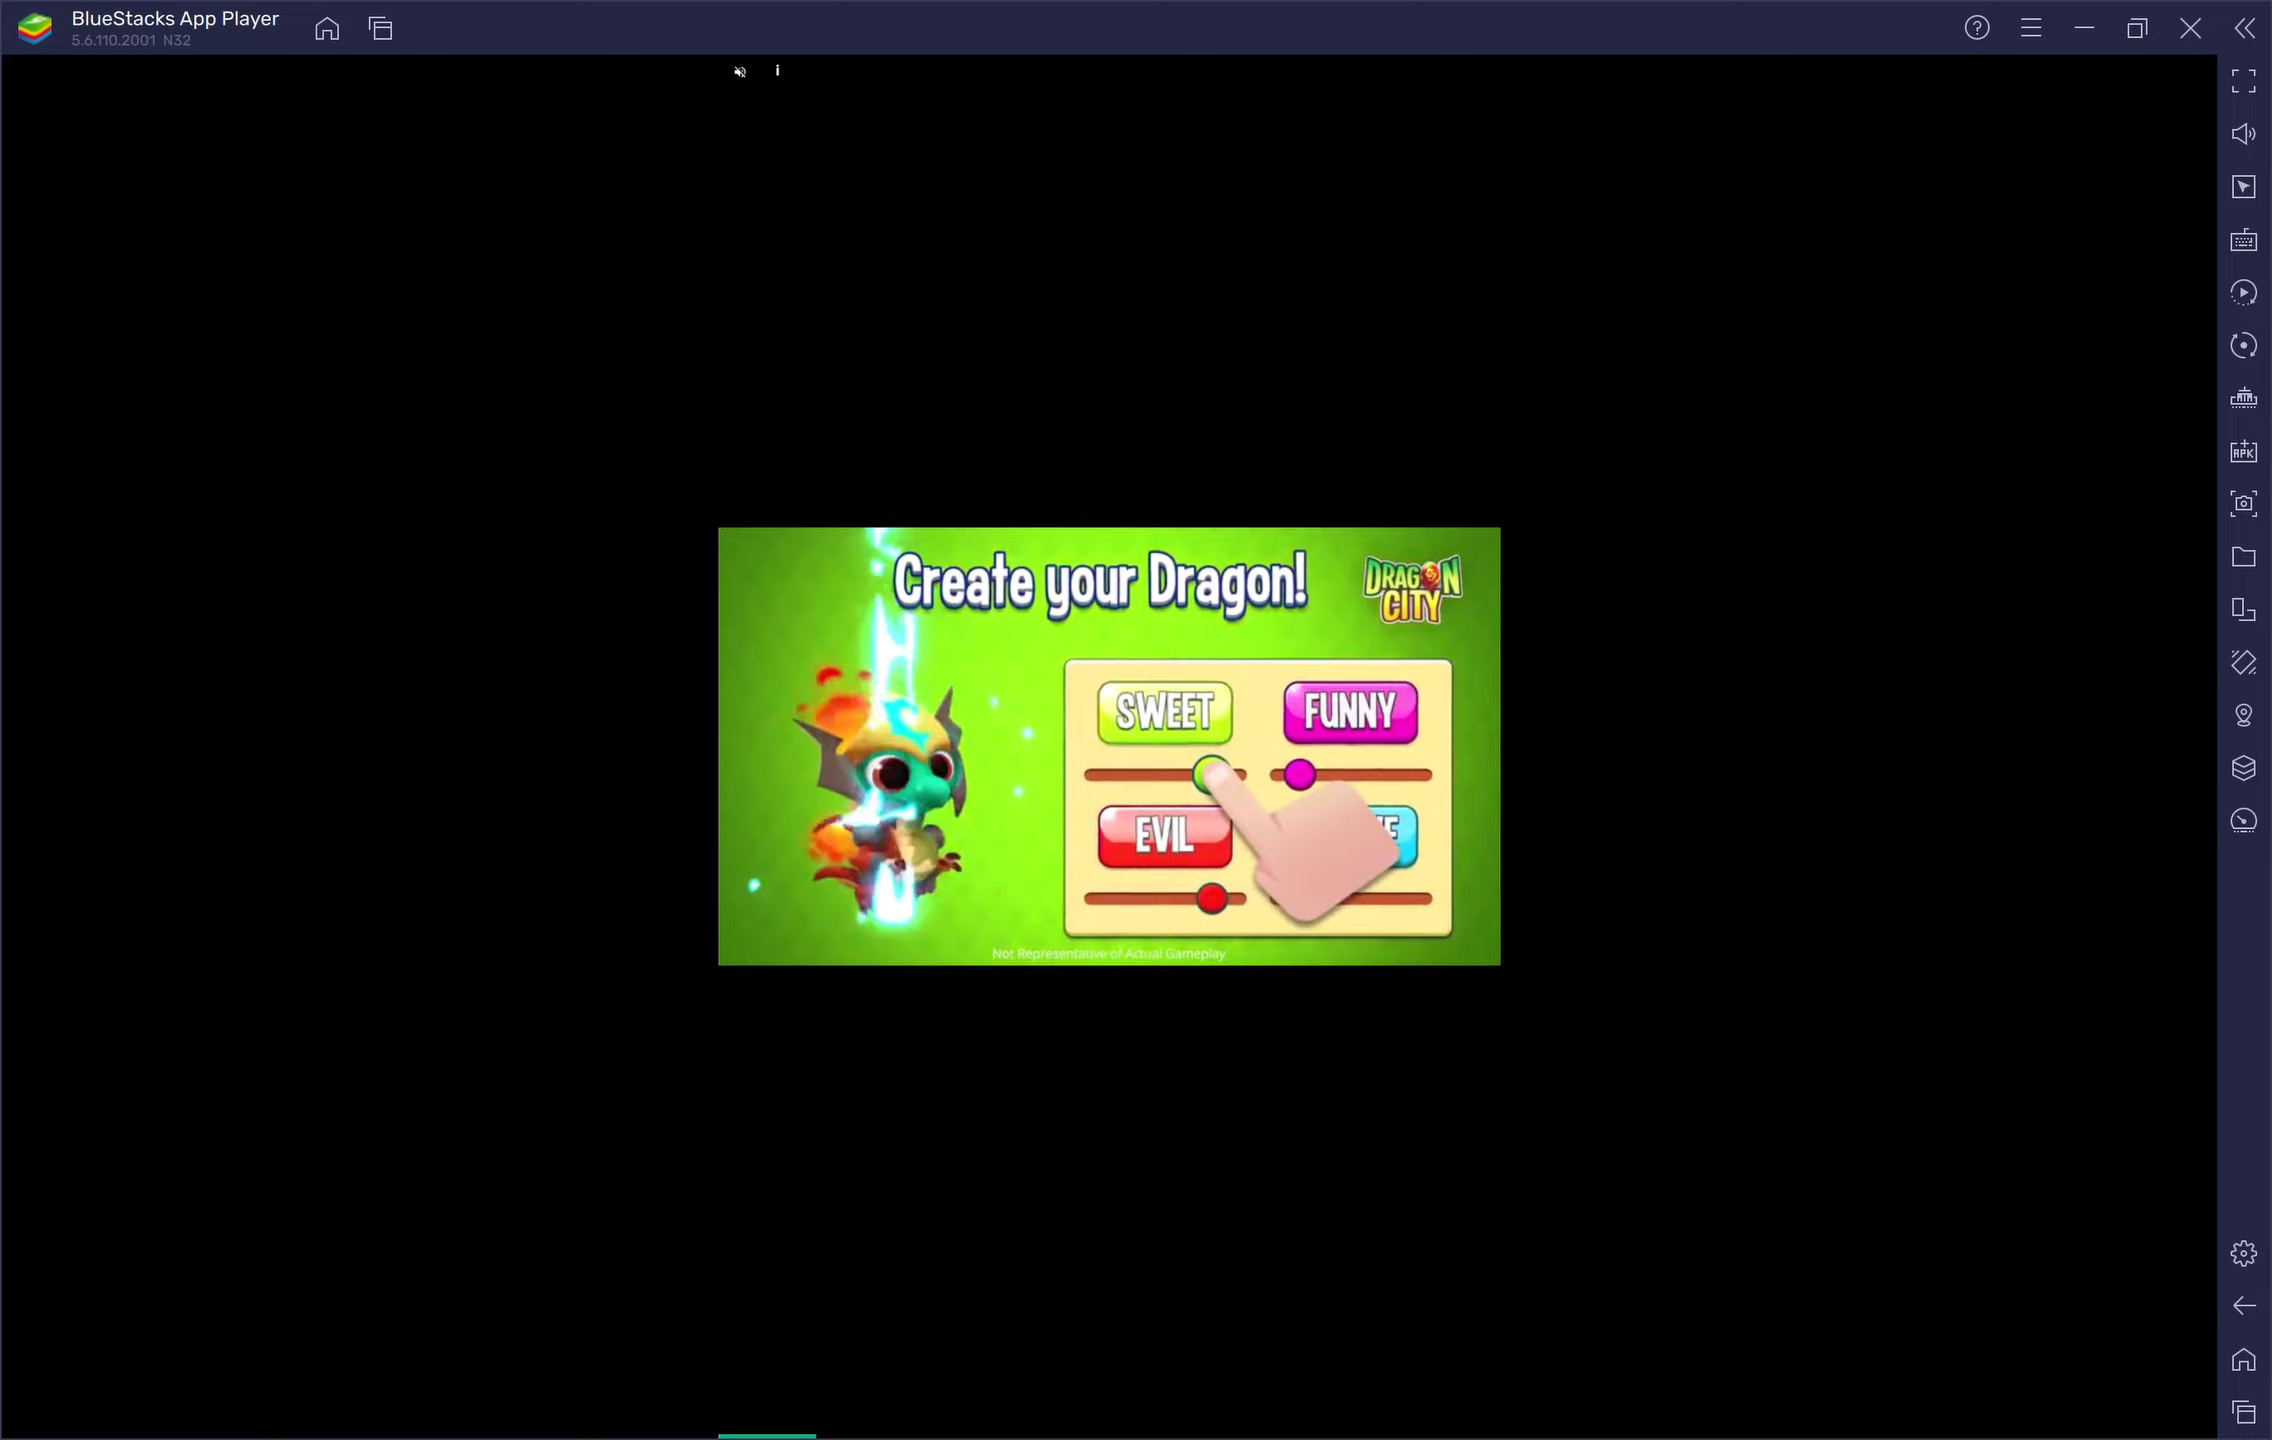 BlueStacks App Player
5.6.110.2001 N32
i
Create your Dragon!
DRAGON
CITY
SWEET
FUNNY
EVIL
Not Representative of Actual Gameplay
APK